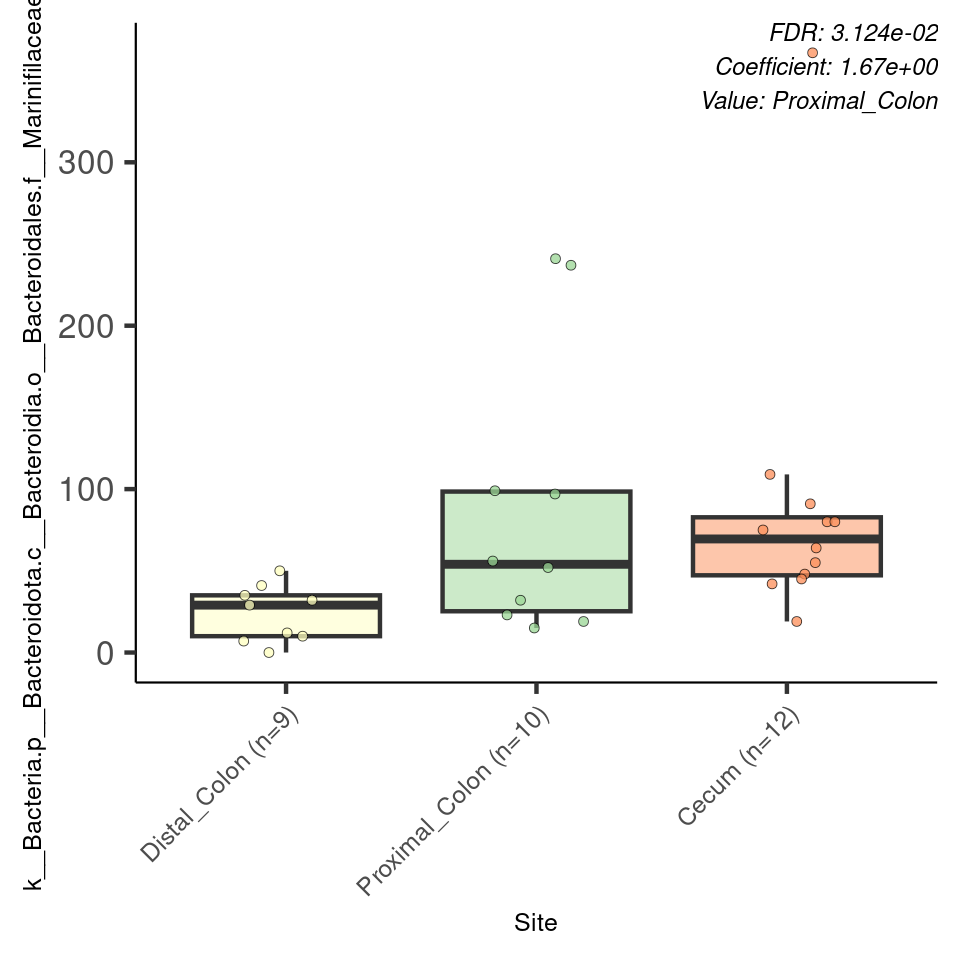 FDR: 3.124e-02
Coefficient: 1.67e+00
Value: Proximal_Colon
k__Bacteria.p__Bacteroidota.c__Bacteroidia.o__Bacteroidales.f__Marinifilaceae
300
200
100
0
Distal_Colon (n=9)
Proximal_Colon (n=10)
Cecum (n=12)
Site